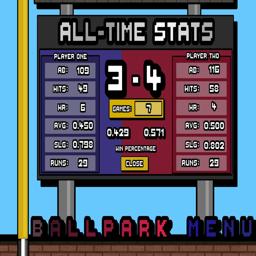 ALL-TIME STATS
PLAYER ONE
AB: 109
HITS: 49
HR: 6
AVG: 0.450
SLG: 0.798
RUNS: 29
3 - 4
GAMES: 7
0.429 0.571
WIN PERCENTAGE
CLOSE
PLAYER TWO
AB: 116
HITS: 58
HR: 4
AVG: 0.500
SLG: 0.802
RUNS: 29
BALLPARK MENU